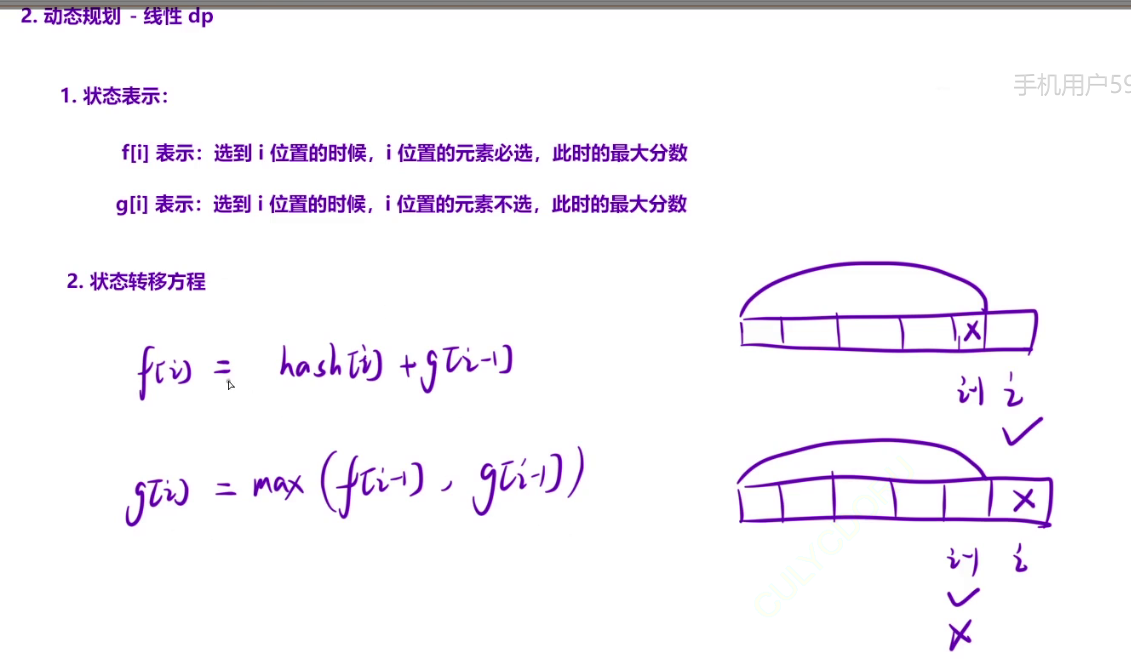 2. 动态规划 - 线性 dp
手机用户59
1. 状态表示：
f[i] 表示：选到 i 位置的时候，i 位置的元素必选，此时的最大分数
g[i] 表示：选到 i 位置的时候，i 位置的元素不选，此时的最大分数
2. 状态转移方程
x
f[i] = hash[i] + g[i-1]
i-1 i
✓
g[i] = max (f[i-1], g[i-1])
x
i-1 i
✓
x